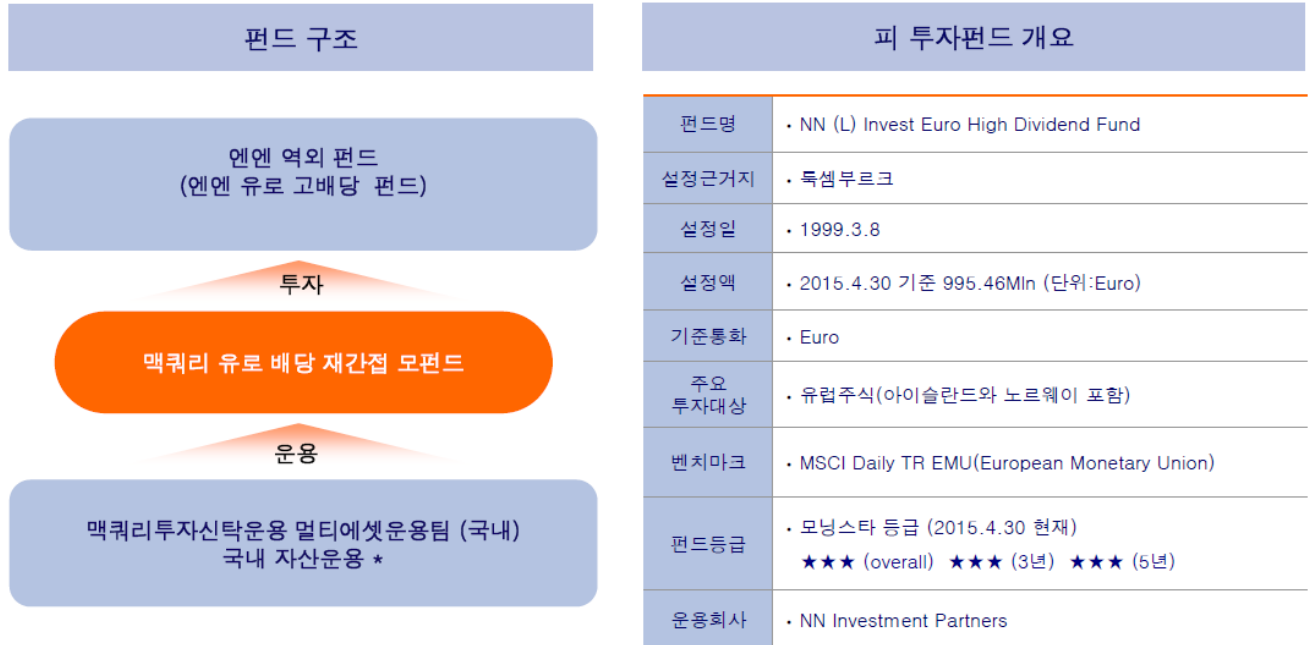 펀드 구조
엔엔 역외 펀드
(엔엔 유로 고배당 펀드)
투자
맥쿼리 유로 배당 재간접 모펀드
운용
맥쿼리투자신탁운용 멀티에셋운용팀 (국내)
국내 자산운용 *
피 투자펀드 개요
펀드명
• NN (L) Invest Euro High Dividend Fund
설정근거지
• 룩셈부르크
설정일
• 1999.3.8
설정액
• 2015.4.30 기준 995.46Mln (단위:Euro)
기준통화
• Euro
주요
투자대상
• 유럽주식(아이슬란드와 노르웨이 포함)
벤치마크
• MSCI Daily TR EMU(European Monetary Union)
펀드등급
• 모닝스타 등급 (2015.4.30 현재)
★★★ (overall) ★★★ (3년) ★★★ (5년)
운용회사
• NN Investment Partners